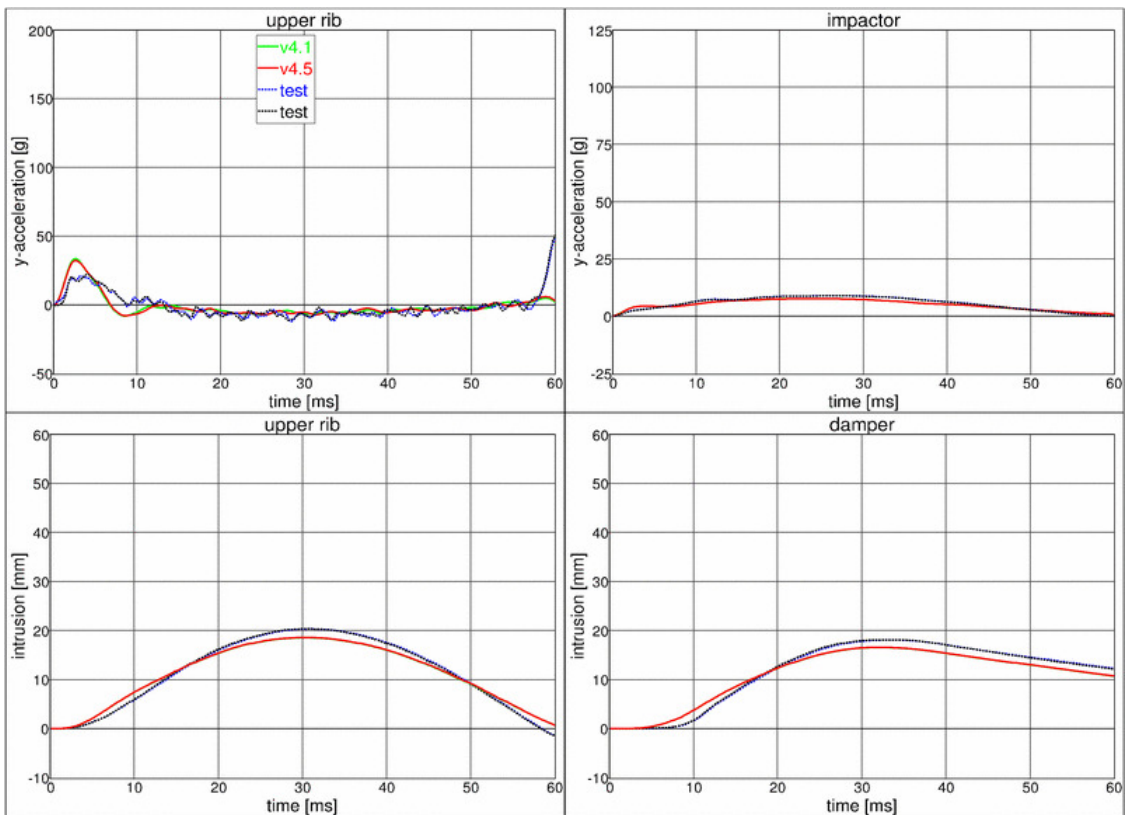 upper rib
200
150
100
50
0
-50
y-acceleration [g]
v4.1
v4.5
test
test
0 10 20 30 40 50 60
time [ms]
impactor
125
100
75
50
25
0
-25
y-acceleration [g]
0 10 20 30 40 50 60
time [ms]
upper rib
60
50
40
30
20
10
0
-10
intrusion [mm]
0 10 20 30 40 50 60
time [ms]
damper
60
50
40
30
20
10
0
-10
intrusion [mm]
0 10 20 30 40 50 60
time [ms]